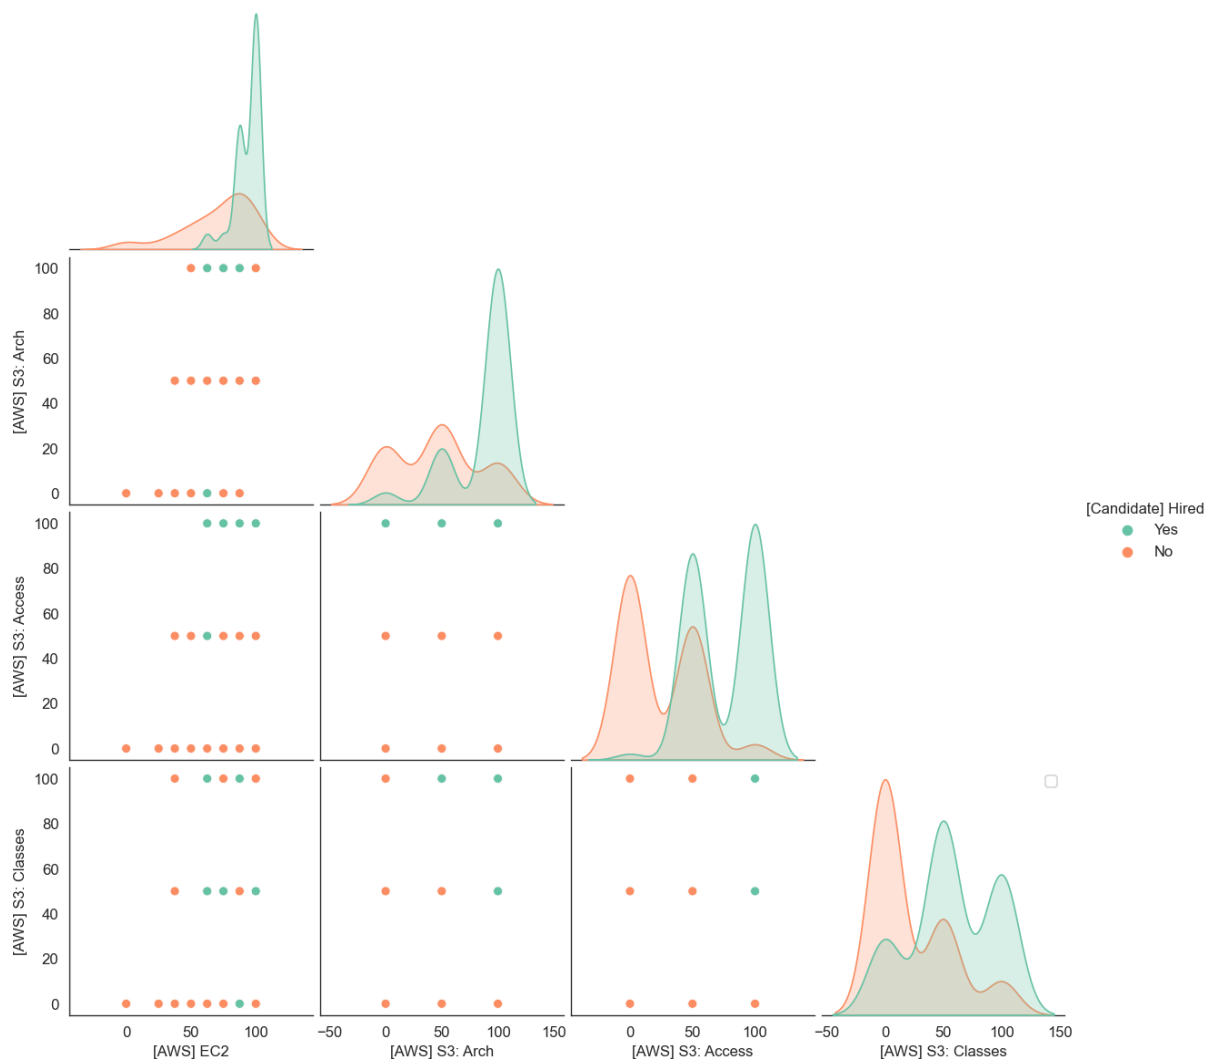 100
80
60
40
20
0
[AWS] S3: Arch
100
80
60
40
20
0
[AWS] S3: Access
[Candidate] Hired
Yes
No
100
80
60
40
20
0
[AWS] S3: Classes
0 50 100
[AWS] EC2
−50 0 50 100 150
[AWS] S3: Arch
0 50 100
[AWS] S3: Access
−50 0 50 100 150
[AWS] S3: Classes